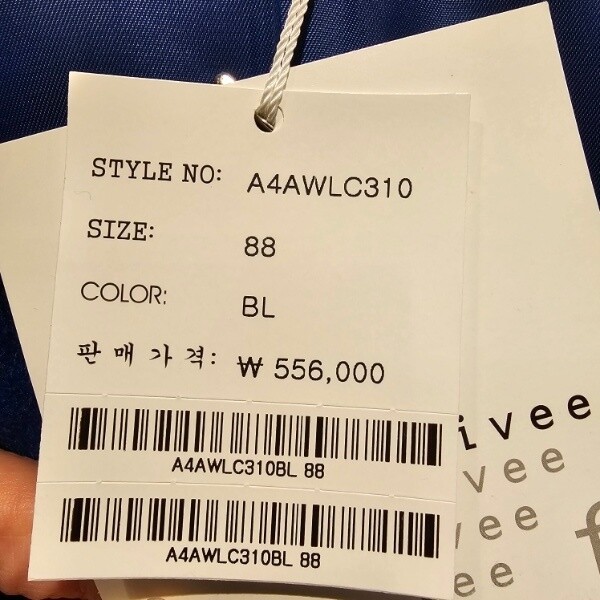 STYLE NO: A4AWLC310
SIZE: 88
COLOR: BL
판매가격: ₩ 556,000
A4AWLC310BL 88
A4AWLC310BL 88
ivee
vee
vee
ee
f